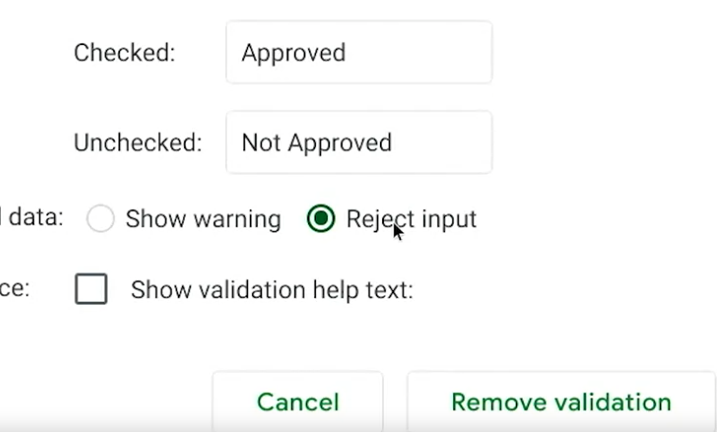 Checked: Approved
Unchecked: Not Approved
data: Show warning Reject input
ce: Show validation help text:
Cancel Remove validation